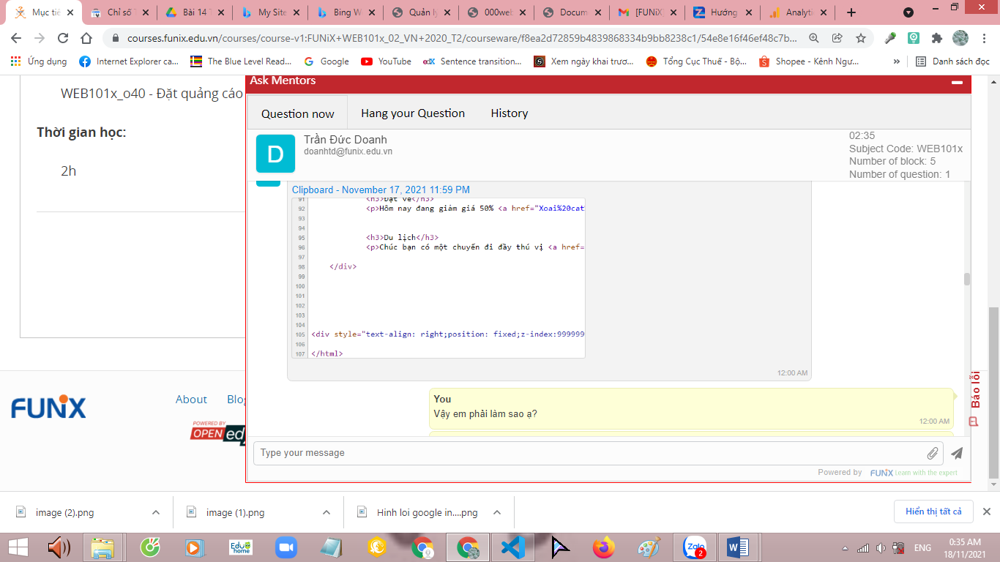 Mục tiê
Chỉ số T
Bài 14 T
My Site
Bing W
Quản lý
000web
Docum
[FUNiX]
Hướng
Analyti
courses.funix.edu.vn/courses/course-v1:FUNiX+WEB101x_02_VN+2020_T2/courseware/f8ea2d72859b4839868334b9bb8238c1/54e8e16f46ef48c7b...
Ứng dụng
Internet Explorer ca...
The Blue Level Read...
Google
YouTube
edX Sentence transition...
Xem ngày khai trươ...
Tổng Cục Thuế - Bộ...
Shopee - Kênh Ngư...
»
Danh sách đọc
WEB101x_o40 - Đặt quảng cáo
Thời gian học:
2h
Ask Mentors
Question now
Hang your Question
History
D
Trần Đức Doanh
doanhtd@funix.edu.vn
02:35
Subject Code: WEB101x
Number of block: 5
Number of question: 1
Clipboard - November 17, 2021 11:59 PM
91 <h3>Đặt vé</h3>
92 <p>Hôm nay đang giảm giá 50% <a href="Xoai%20cat
93
94
95 <h3>Du lịch</h3>
96 <p>Chúc bạn có một chuyến đi đầy thú vị <a href=
97
98 </div>
99
100
101
102
103
104
105 <div style="text-align: right;position: fixed;z-index:999999
106
107 </html>
12:00 AM
You
Vậy em phải làm sao ạ?
12:00 AM
Type your message
Powered by FUNiX Learn with the expert
Báo lỗi
FUNiX
About
Blog
POWERED BY
OPEN edX
image (2).png
image (1).png
Hinh loi google in....png
Hiển thị tất cả
Edu home
Zalo
2
ENG
0:35 AM
18/11/2021